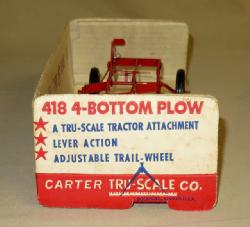 418 4-BOTTOM PLOW
A TRU-SCALE TRACTOR ATTACHMENT
LEVER ACTION
ADJUSTABLE TRAIL-WHEEL
CARTER TRU-SCALE CO.